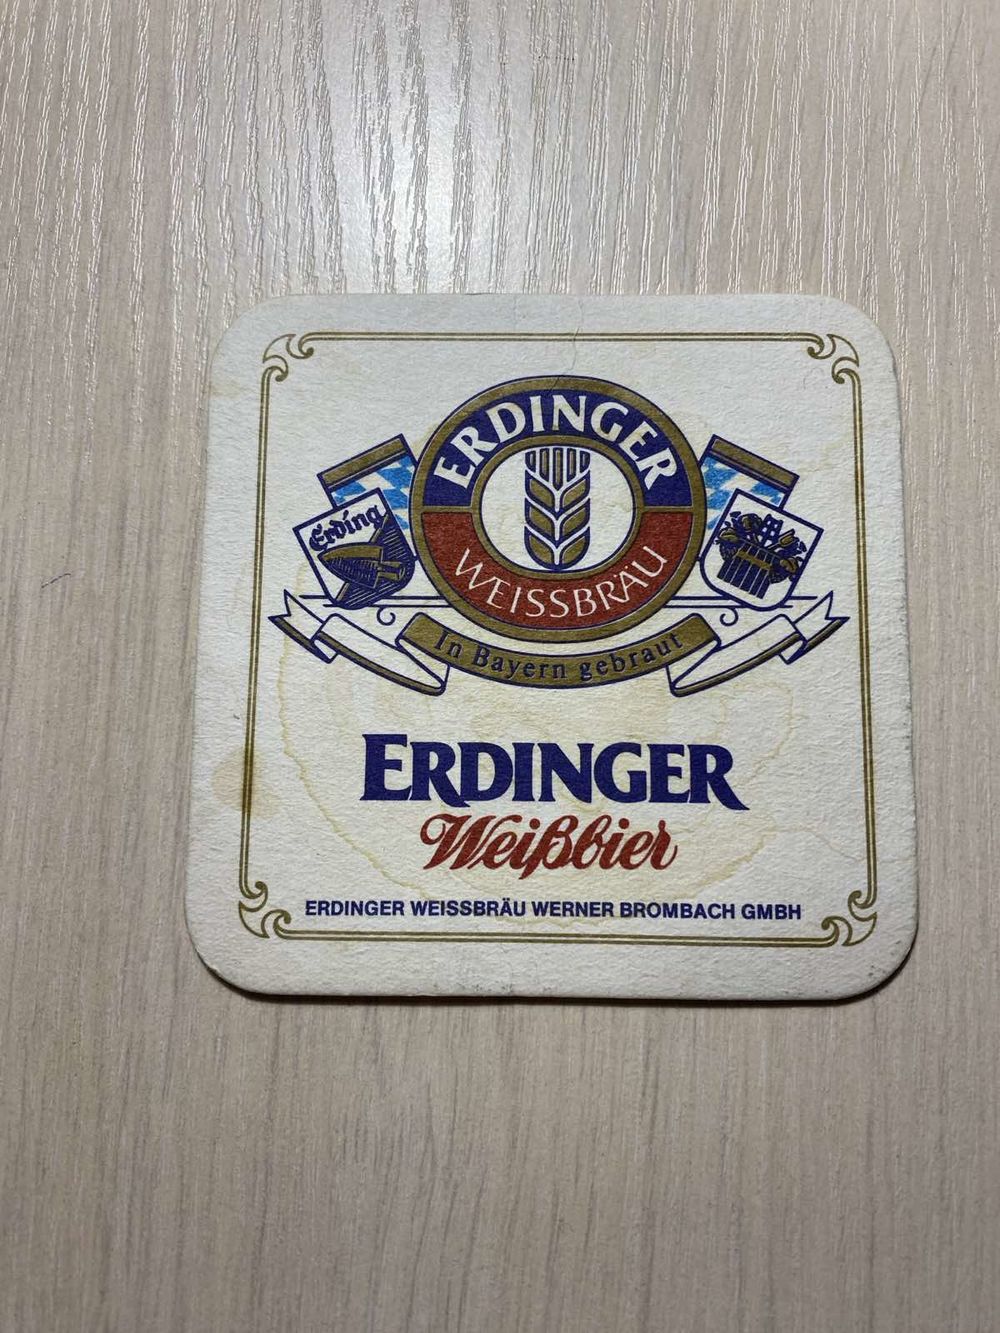 ERDINGER
Erding
WEISSBRÄU
In Bayern gebraut
ERDINGER
Weißbier
ERDINGER WEISSBRÄU WERNER BROMBACH GMBH